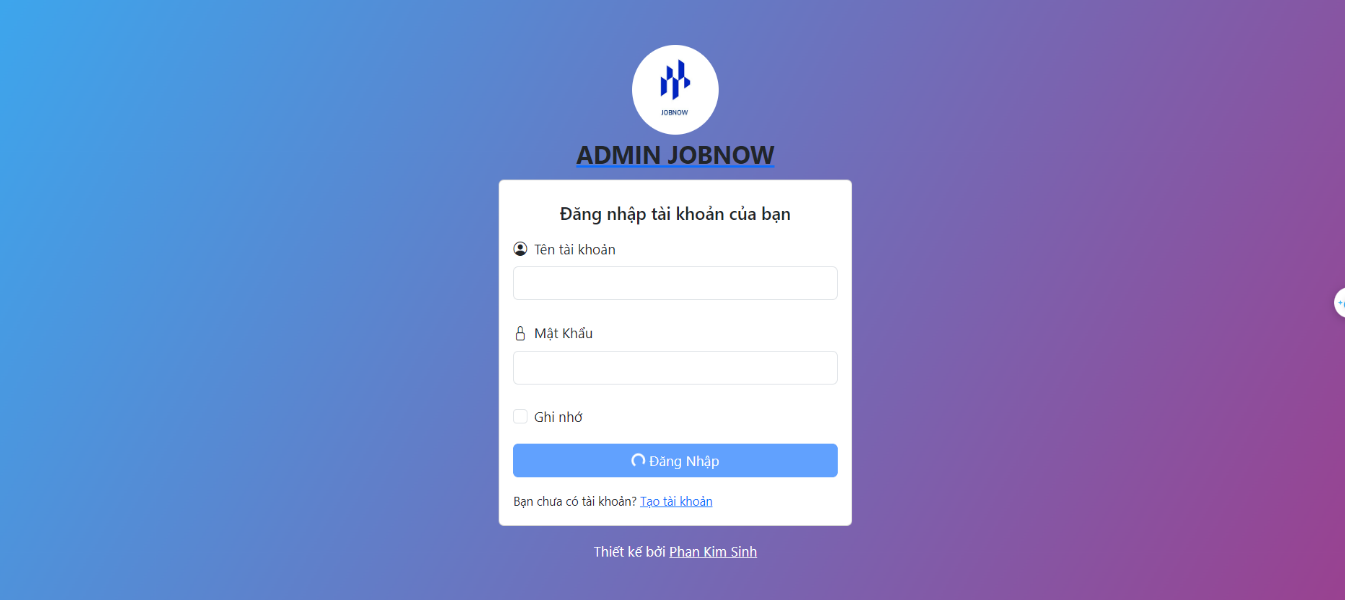 JOBNOW
ADMIN JOBNOW
Đăng nhập tài khoản của bạn
Tên tài khoản
Mật Khẩu
Ghi nhớ
Đăng Nhập
Bạn chưa có tài khoản? Tạo tài khoản
Thiết kế bởi Phan Kim Sinh